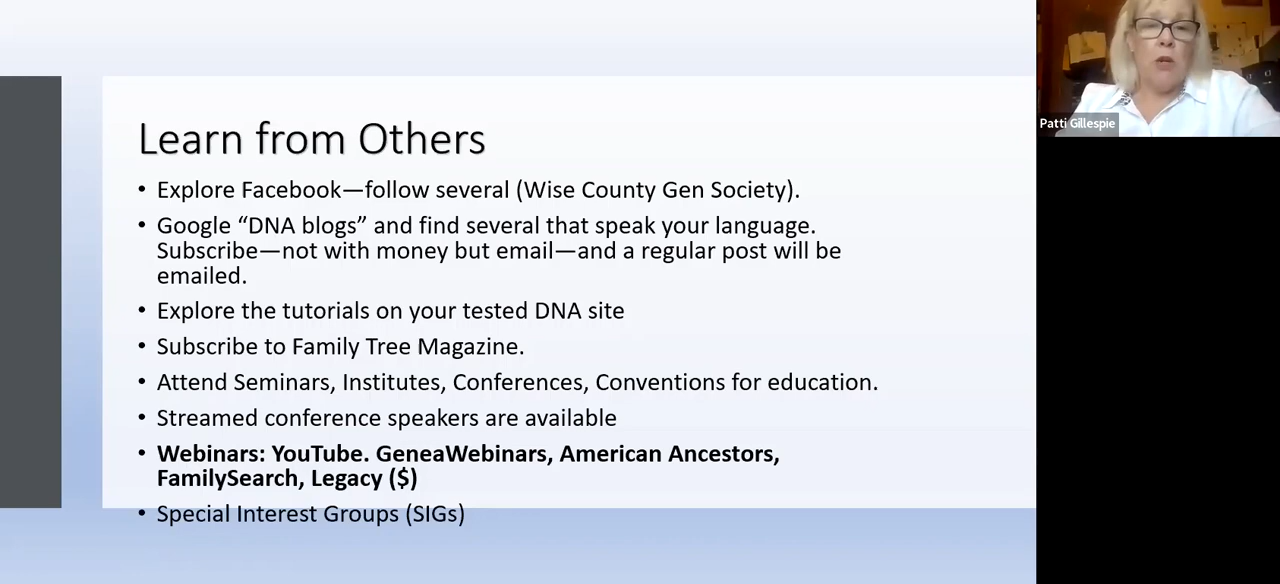 Learn from Others
• Explore Facebook—follow several (Wise County Gen Society).
• Google “DNA blogs” and find several that speak your language.
Subscribe—not with money but email—and a regular post will be
emailed.
• Explore the tutorials on your tested DNA site
• Subscribe to Family Tree Magazine.
• Attend Seminars, Institutes, Conferences, Conventions for education.
• Streamed conference speakers are available
• Webinars: YouTube. GeneaWebinars, American Ancestors,
FamilySearch, Legacy ($)
• Special Interest Groups (SIGs)
Patti Gillespie